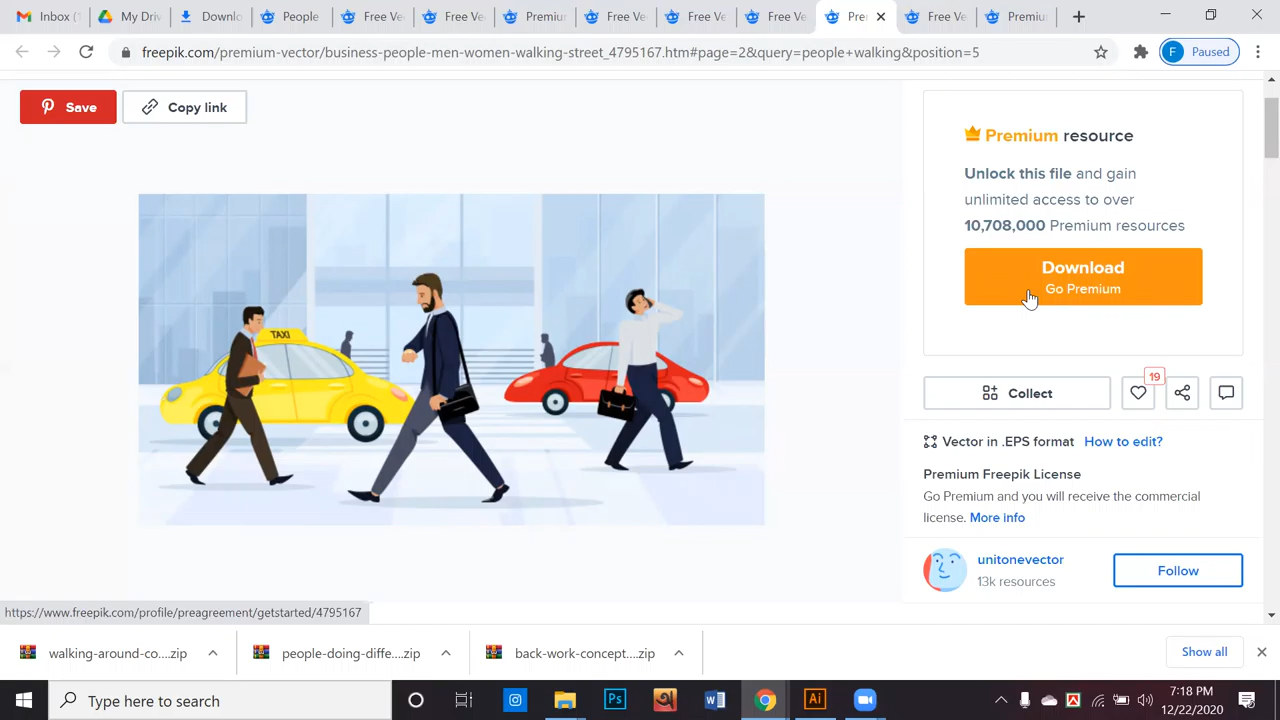 Inbox (1
My Driv
Downlo
People
Free Ve
Free Ve
Premiu
Free Ve
Free Ve
Free Ve
Pre
Free Ve
Premiu
freepik.com/premium-vector/business-people-men-women-walking-street_4795167.htm#page=2&query=people+walking&position=5
F Paused
Save
Copy link
TAXI
Premium resource
Unlock this file and gain
unlimited access to over
10,708,000 Premium resources
Download
Go Premium
Collect
19
Vector in .EPS format How to edit?
Premium Freepik License
Go Premium and you will receive the commercial
license. More info
unitonevector
13k resources
Follow
https://www.freepik.com/profile/preagreement/getstarted/4795167
walking-around-co....zip
people-doing-diffe....zip
back-work-concept....zip
Show all
Type here to search
Ps
Ai
7:18 PM
12/22/2020